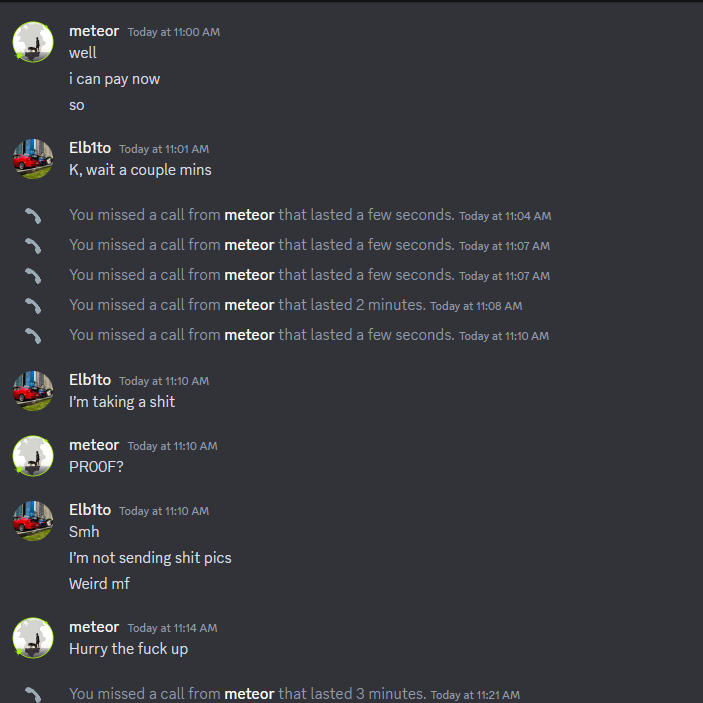 meteor Today at 11:00 AM
well
i can pay now
so
Elb1to Today at 11:01 AM
K, wait a couple mins
You missed a call from meteor that lasted a few seconds. Today at 11:04 AM
You missed a call from meteor that lasted a few seconds. Today at 11:07 AM
You missed a call from meteor that lasted a few seconds. Today at 11:07 AM
You missed a call from meteor that lasted 2 minutes. Today at 11:08 AM
You missed a call from meteor that lasted a few seconds. Today at 11:10 AM
Elb1to Today at 11:10 AM
I’m taking a shit
meteor Today at 11:10 AM
PR0OF?
Elb1to Today at 11:10 AM
Smh
I’m not sending shit pics
Weird mf
meteor Today at 11:14 AM
Hurry the fuck up
You missed a call from meteor that lasted 3 minutes. Today at 11:21 AM